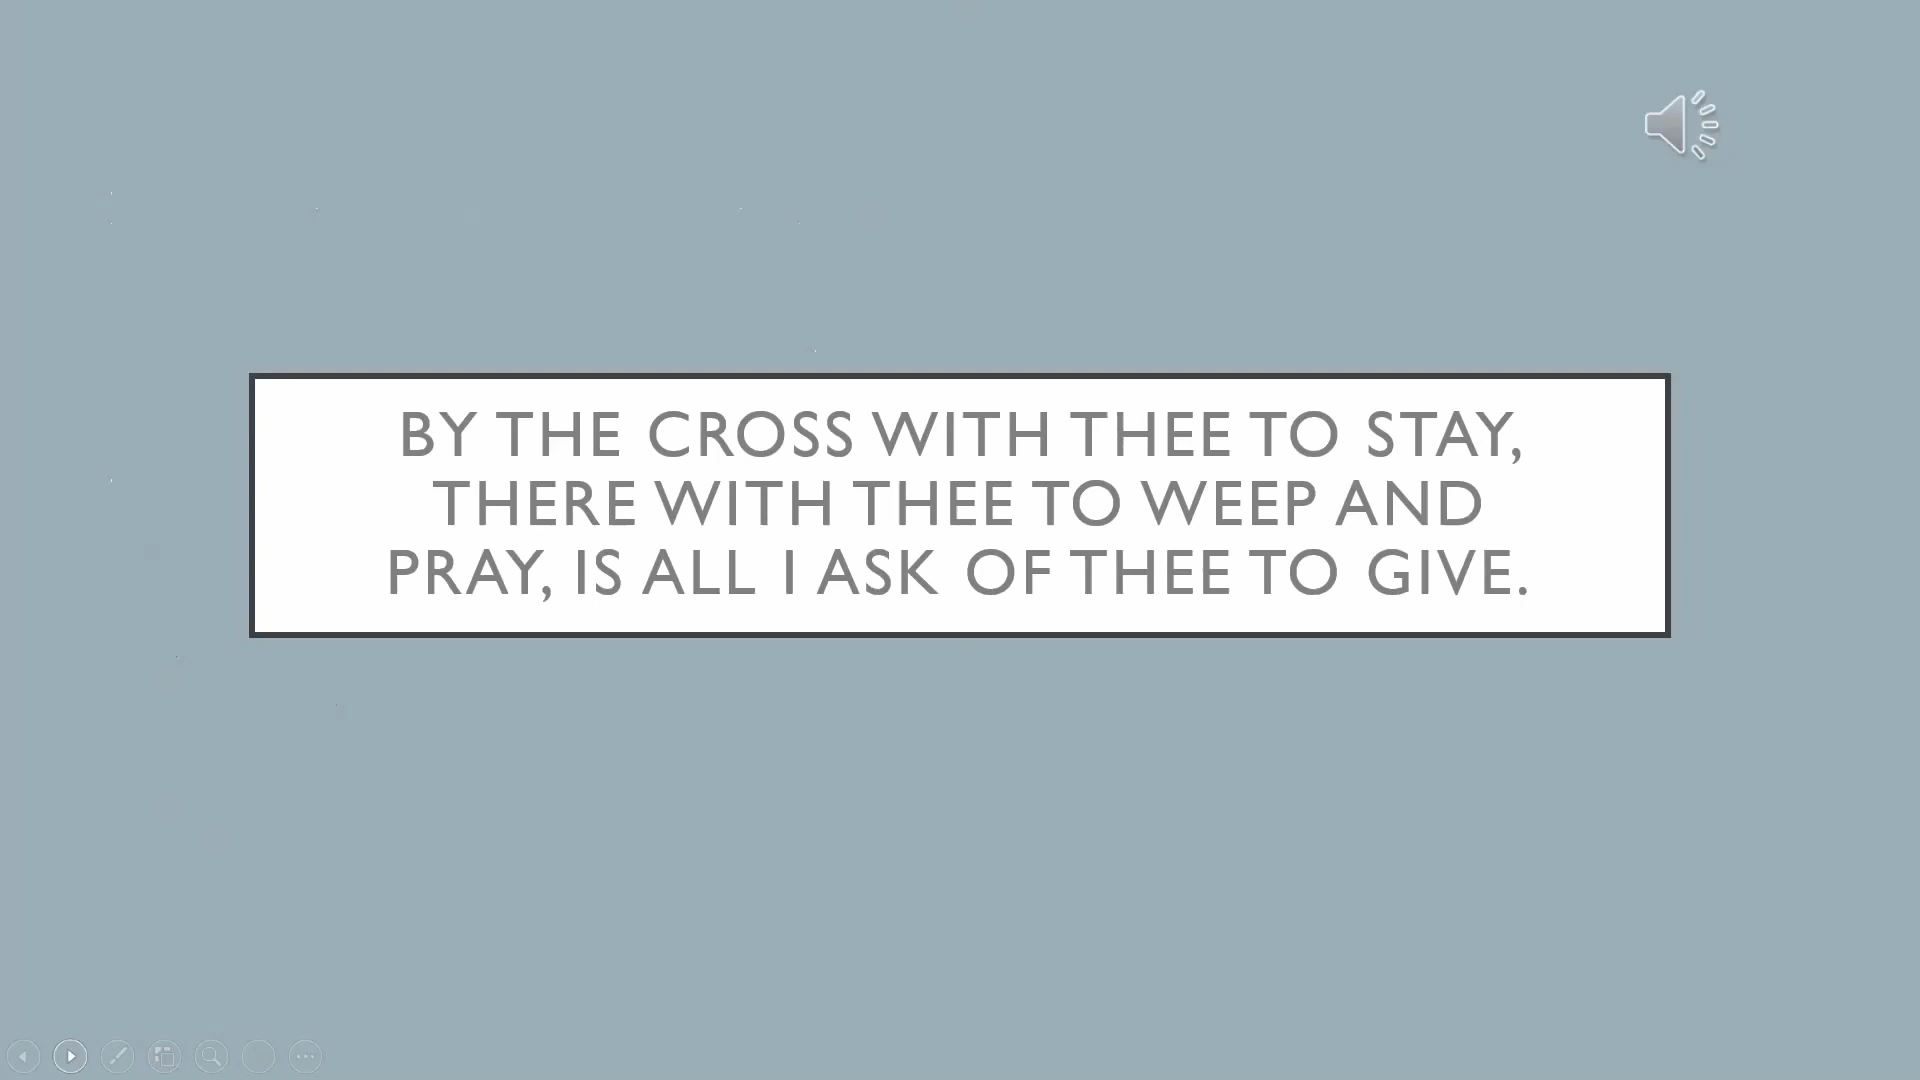 BY THE CROSS WITH THEE TO STAY,
THERE WITH THEE TO WEEP AND
PRAY, IS ALL I ASK OF THEE TO GIVE.